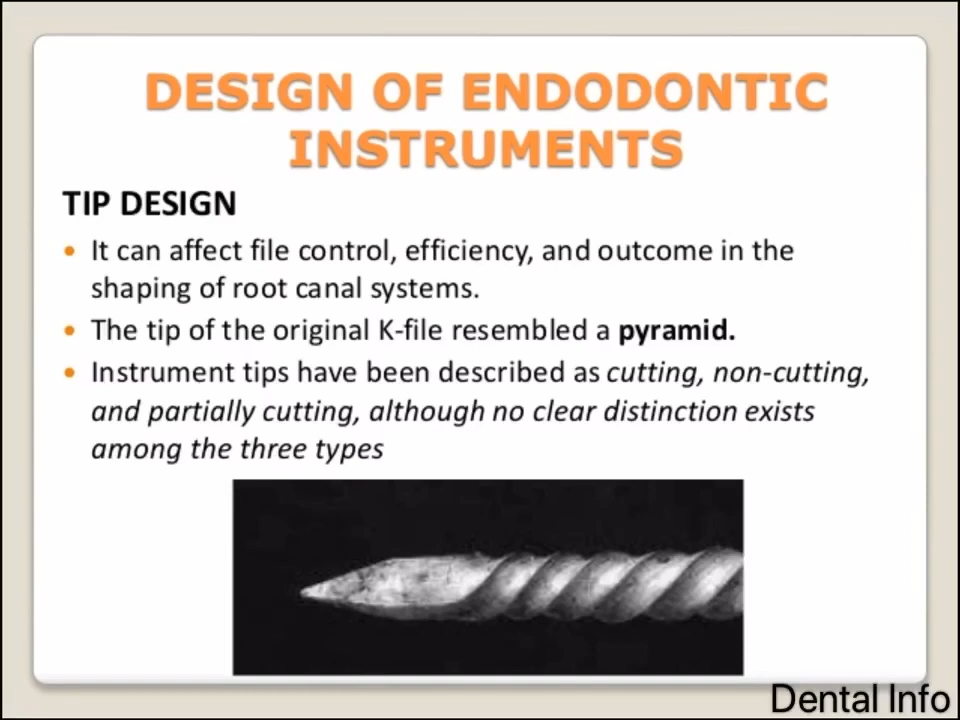 DESIGN OF ENDODONTIC
INSTRUMENTS
TIP DESIGN
• It can affect file control, efficiency, and outcome in the
shaping of root canal systems.
• The tip of the original K-file resembled a pyramid.
• Instrument tips have been described as cutting, non-cutting,
and partially cutting, although no clear distinction exists
among the three types
Dental Info